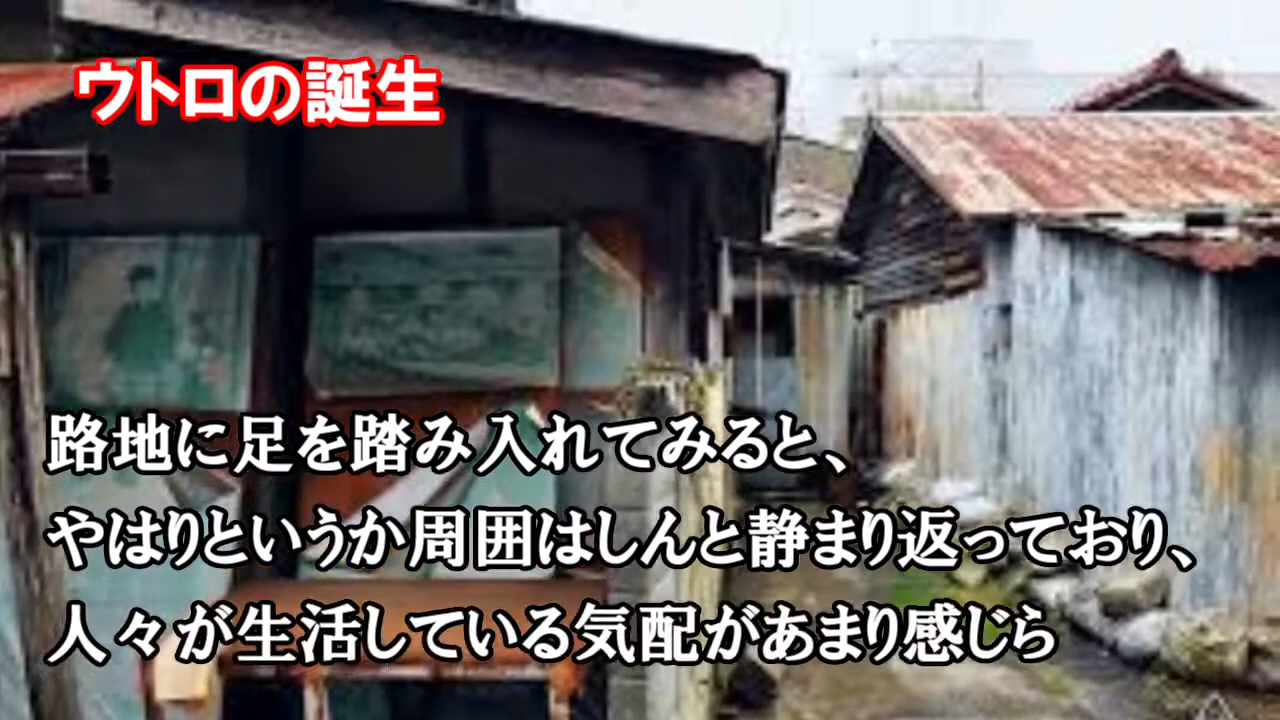 ウトロの誕生
路地に足を踏み入れてみると、
やはりというか周囲はしんと静まり返っており、
人々が生活している気配があまり感じら